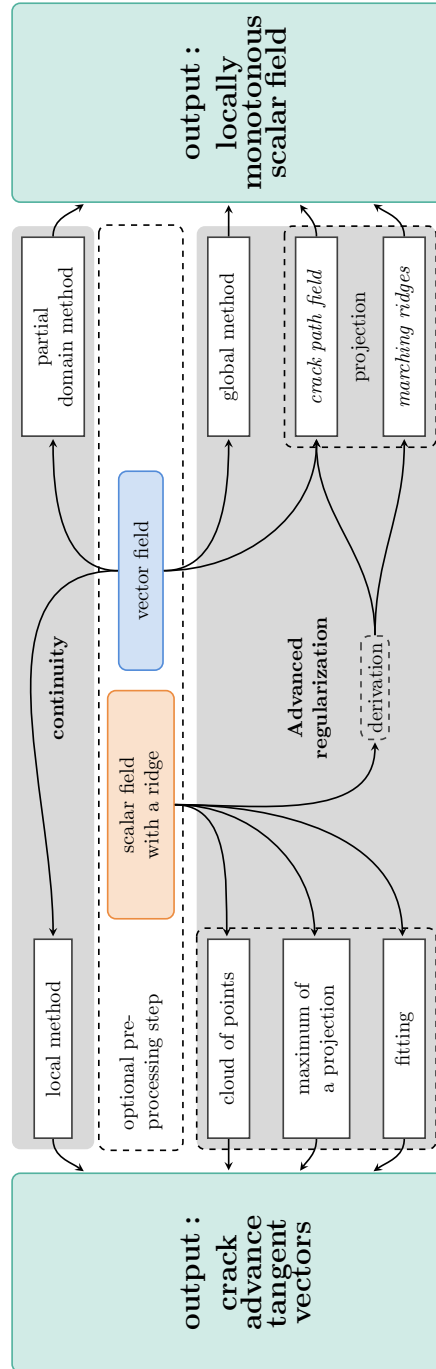 output :
crack
advance
tangent
vectors
local method
optional pre-
processing step
cloud of points
maximum of
a projection
fitting
continuity
scalar field
with a ridge
vector field
Advanced
regularization
derivation
partial
domain method
global method
crack path field
projection
marching ridges
output :
locally
monotonous
scalar field